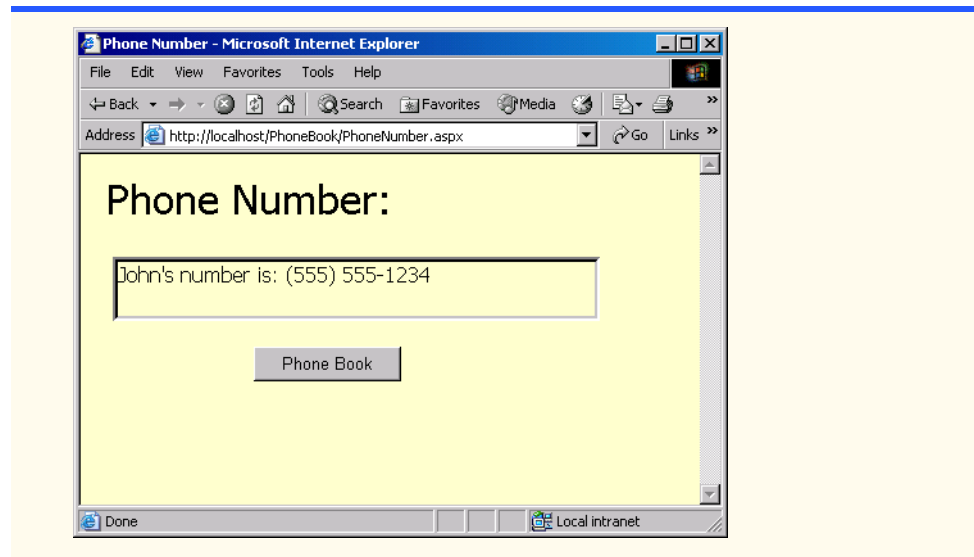 Phone Number - Microsoft Internet Explorer
File Edit View Favorites Tools Help
Back Search Favorites Media »
Address http://localhost/PhoneBook/PhoneNumber.aspx Go Links »
Phone Number:
John's number is: (555) 555-1234
Phone Book
Done Local intranet